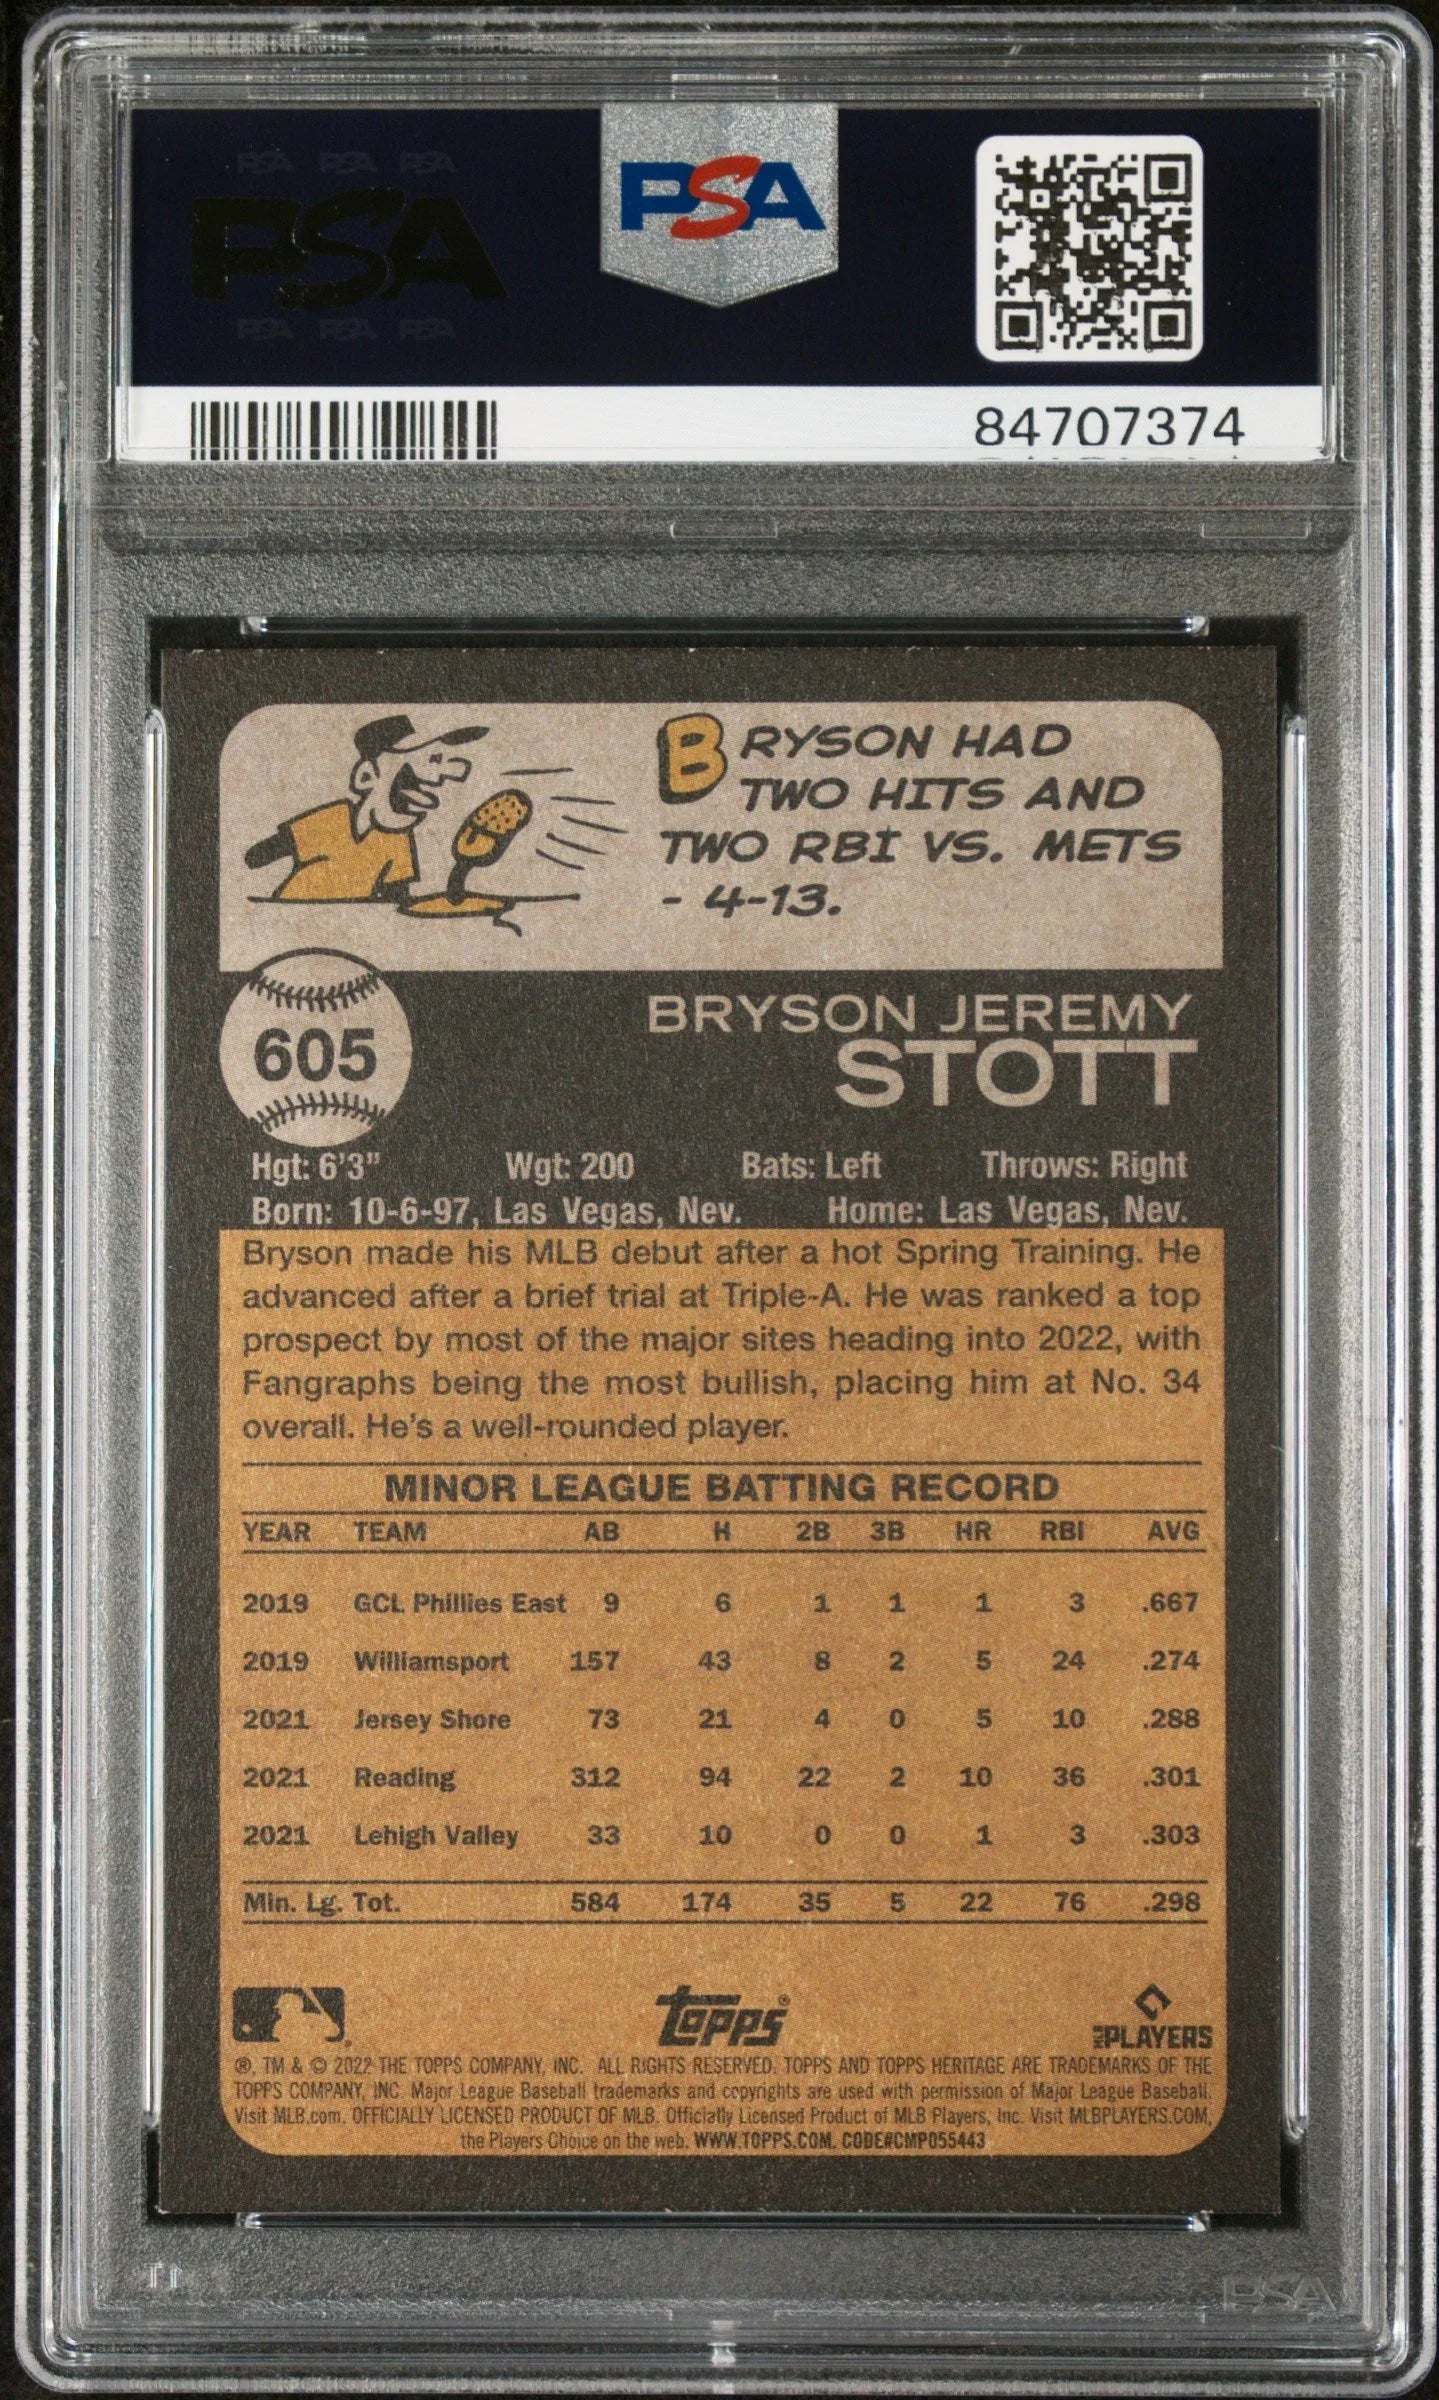 PSA PSA PSA
PSA
PSA PSA PSA
PSA
84707374
BRYSON HAD
TWO HITS AND
TWO RBI VS. METS
- 4-13.
605
BRYSON JEREMY
STOTT
Hgt: 6'3" Wgt: 200 Bats: Left Throws: Right
Born: 10-6-97, Las Vegas, Nev. Home: Las Vegas, Nev.
Bryson made his MLB debut after a hot Spring Training. He
advanced after a brief trial at Triple-A. He was ranked a top
prospect by most of the major sites heading into 2022, with
Fangraphs being the most bullish, placing him at No. 34
overall. He's a well-rounded player.
MINOR LEAGUE BATTING RECORD
YEAR TEAM AB H 2B 3B HR RBI AVG
2019 GCL Phillies East 9 6 1 1 1 3 .667
2019 Williamsport 157 43 8 2 5 24 .274
2021 Jersey Shore 73 21 4 0 5 10 .288
2021 Reading 312 94 22 2 10 36 .301
2021 Lehigh Valley 33 10 0 0 1 3 .303
Min. Lg. Tot. 584 174 35 5 22 76 .298
Topps®
MLB PLAYERS
®, TM & © 2022 THE TOPPS COMPANY, INC. ALL RIGHTS RESERVED. TOPPS AND TOPPS HERITAGE ARE TRADEMARKS OF THE
TOPPS COMPANY, INC. Major League Baseball trademarks and copyrights are used with permission of Major League Baseball.
Visit MLB.com. OFFICIALLY LICENSED PRODUCT OF MLB. Officially Licensed Product of MLB Players, Inc. Visit MLBPLAYERS.COM,
the Players Choice on the web. WWW.TOPPS.COM. CODE#CMP055443
PSA